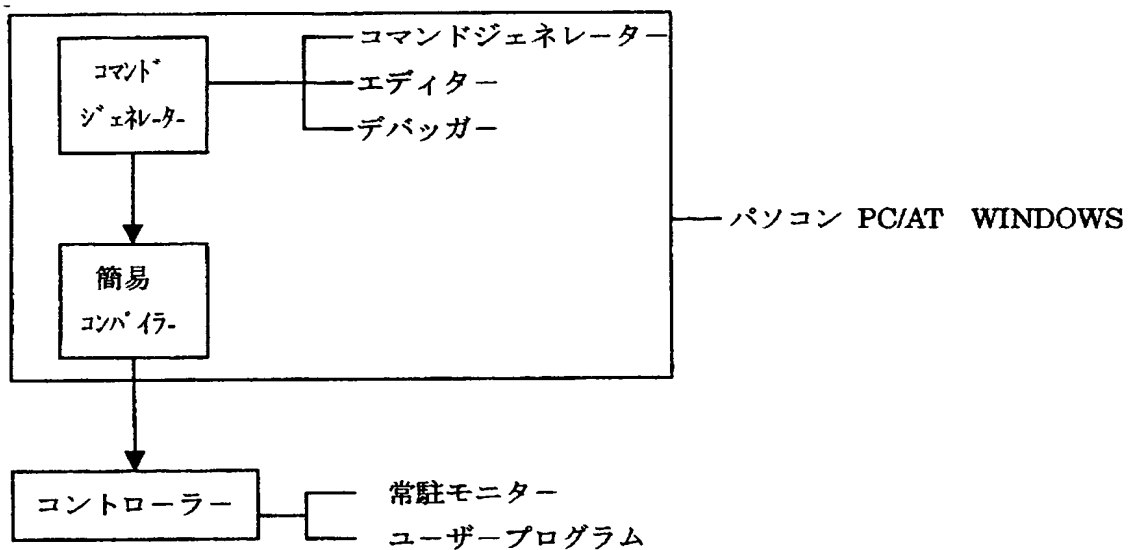 コマンドジェネレーター
コマンド
ジェネレーター
エディター
デバッガー
パソコン PC/AT WINDOWS
簡易
コンパイラー
コントローラー
常駐モニター
ユーザープログラム